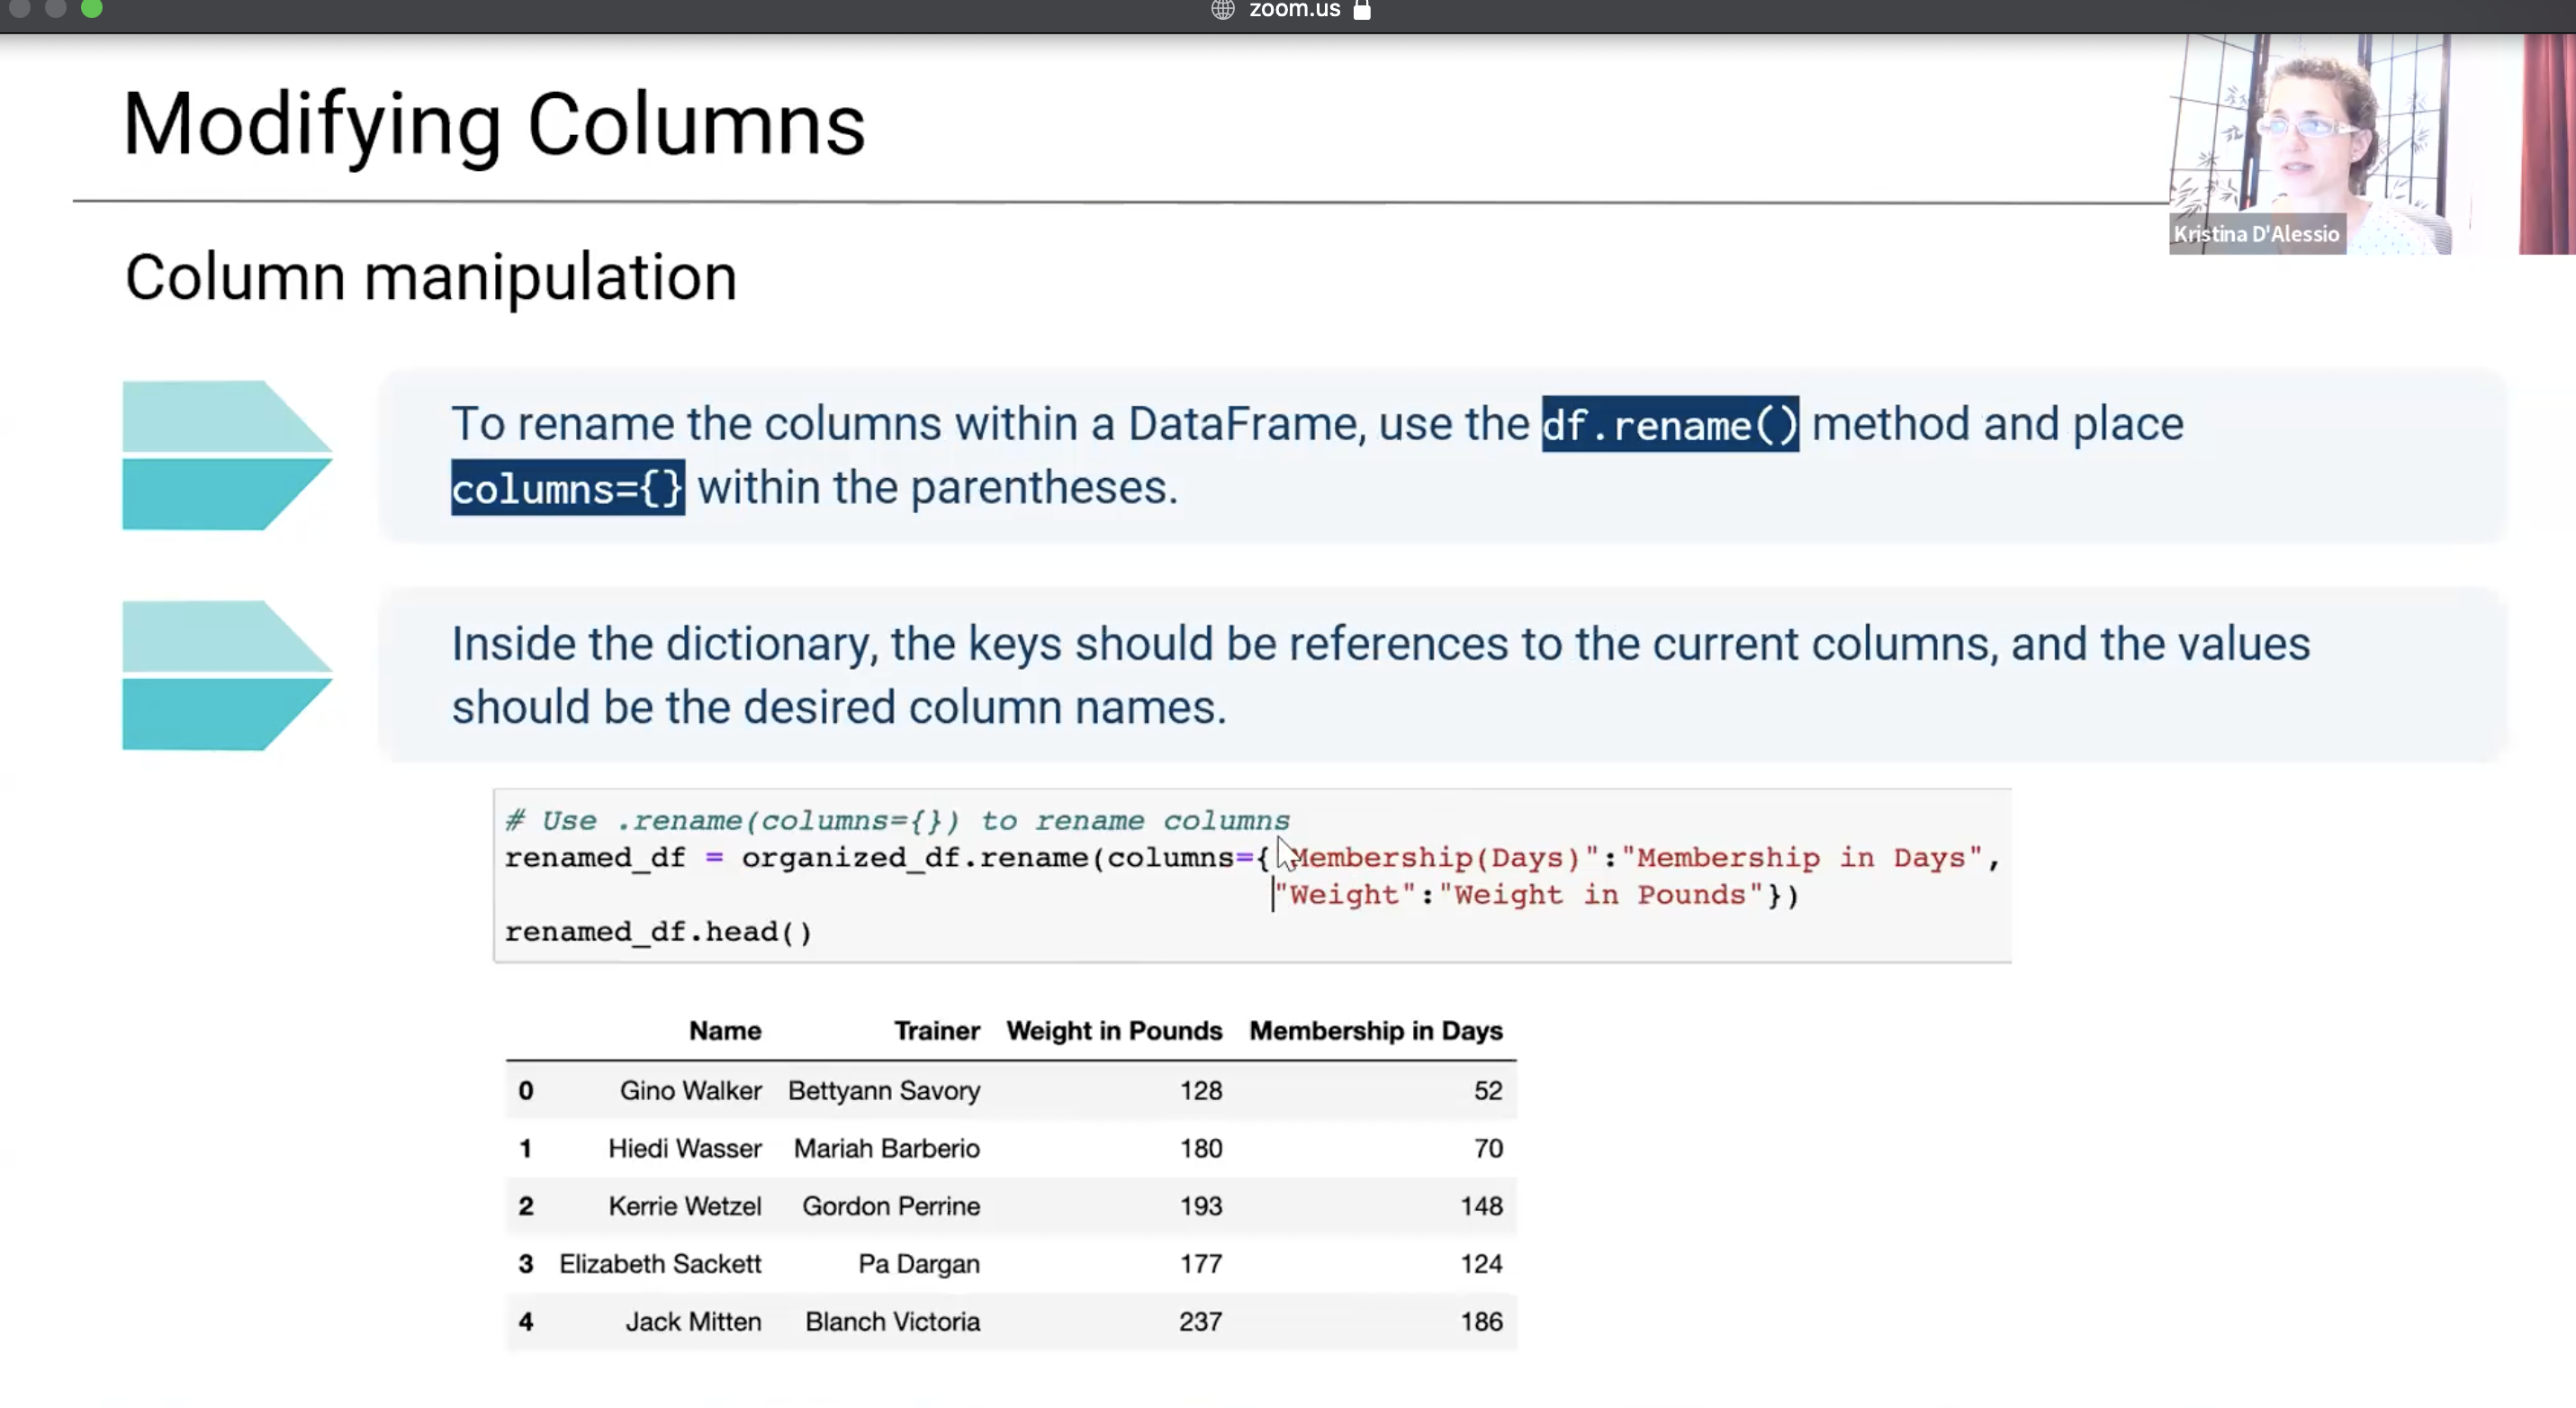 zoom.us
Modifying Columns
Kristina D'Alessio
Column manipulation
To rename the columns within a DataFrame, use the df.rename() method and place
columns={} within the parentheses.
Inside the dictionary, the keys should be references to the current columns, and the values
should be the desired column names.
# Use .rename(columns={}) to rename columns
renamed_df = organized_df.rename(columns={"Membership(Days)":"Membership in Days",
"Weight":"Weight in Pounds"})
renamed_df.head()
Name Trainer Weight in Pounds Membership in Days
0 Gino Walker Bettyann Savory 128 52
1 Hiedi Wasser Mariah Barberio 180 70
2 Kerrie Wetzel Gordon Perrine 193 148
3 Elizabeth Sackett Pa Dargan 177 124
4 Jack Mitten Blanch Victoria 237 186